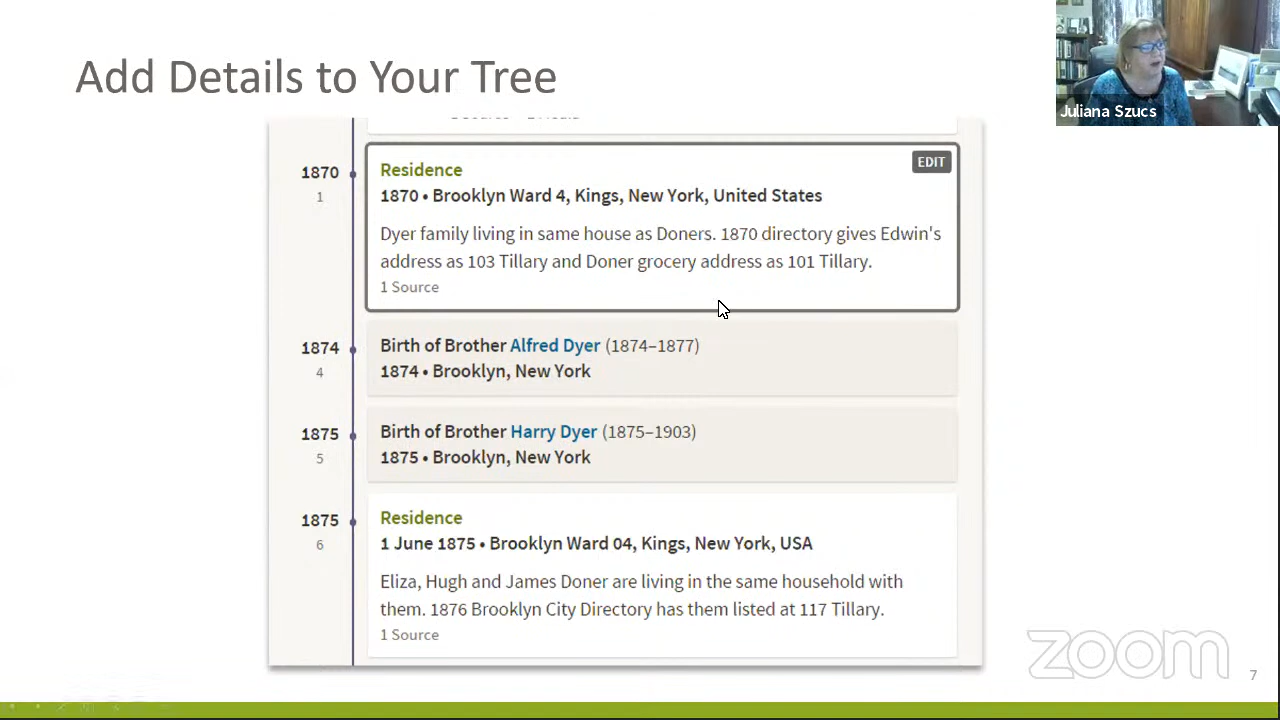 Add Details to Your Tree
Juliana Szucs
1870
1
Residence
EDIT
1870 • Brooklyn Ward 4, Kings, New York, United States
Dyer family living in same house as Doners. 1870 directory gives Edwin's
address as 103 Tillary and Doner grocery address as 101 Tillary.
1 Source
1874
4
Birth of Brother Alfred Dyer (1874–1877)
1874 • Brooklyn, New York
1875
5
Birth of Brother Harry Dyer (1875–1903)
1875 • Brooklyn, New York
1875
6
Residence
1 June 1875 • Brooklyn Ward 04, Kings, New York, USA
Eliza, Hugh and James Doner are living in the same household with
them. 1876 Brooklyn City Directory has them listed at 117 Tillary.
1 Source
zoom
7